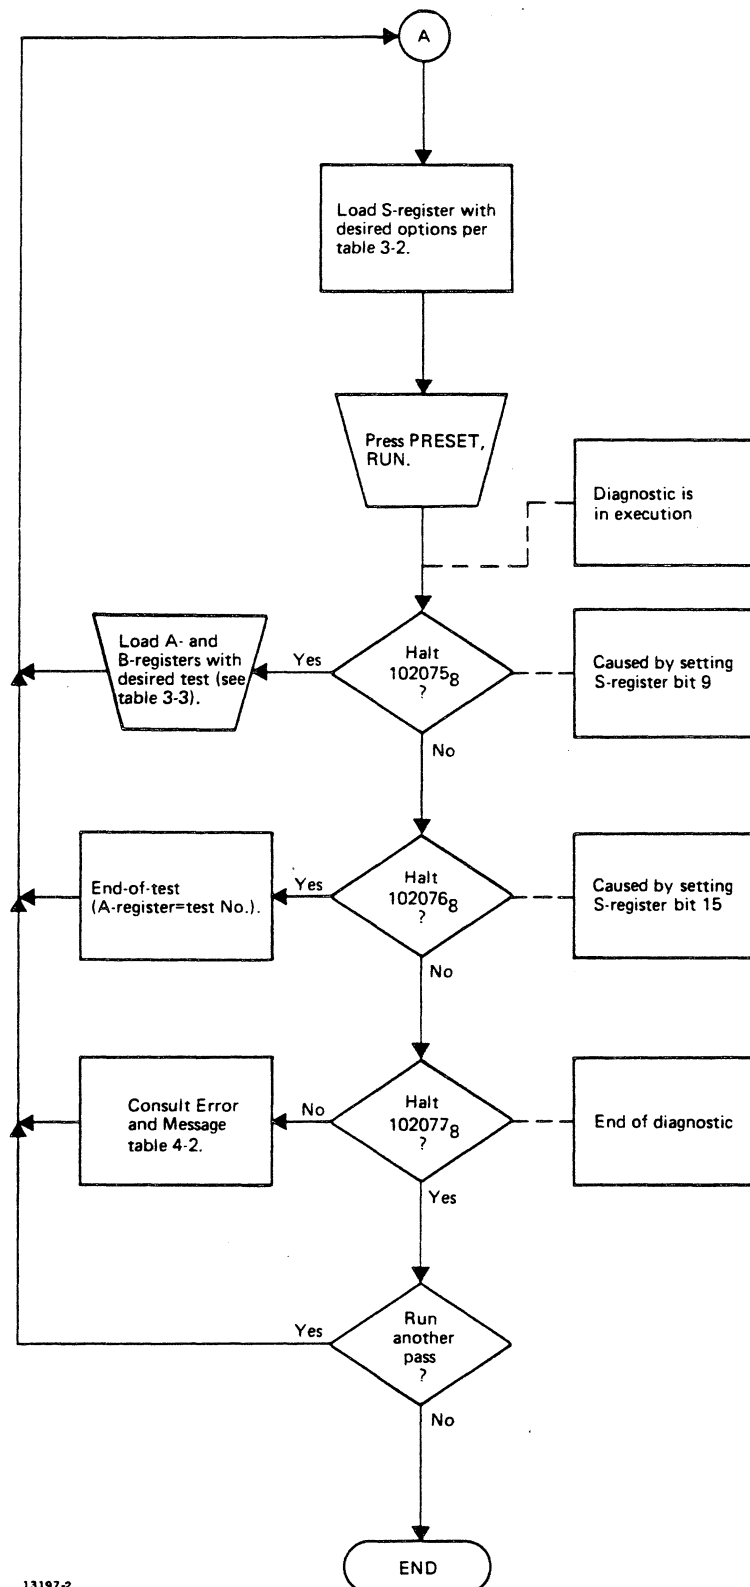 A
Load S-register with
desired options per
table 3-2.
Press PRESET,
RUN.
Diagnostic is
in execution
Load A- and
B-registers with
desired test (see
table 3-3).
Yes
Halt
102075₈
?
Caused by setting
S-register bit 9
No
End-of-test
(A-register=test No.).
Yes
Halt
102076₈
?
Caused by setting
S-register bit 15
No
Consult Error
and Message
table 4-2.
No
Halt
102077₈
?
End of diagnostic
Yes
Yes
Run
another
pass
?
No
END
13197-2